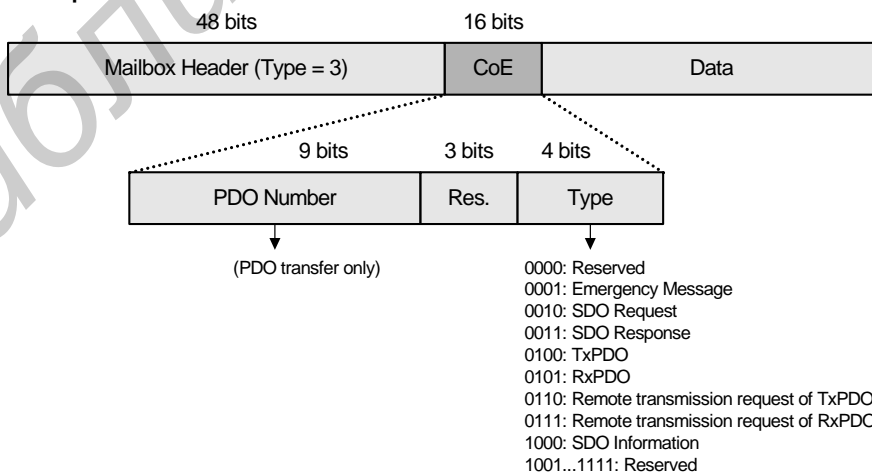 48 bits 16 bits
Mailbox Header (Type = 3) CoE Data
9 bits 3 bits 4 bits
PDO Number Res. Type
(PDO transfer only)
0000: Reserved
0001: Emergency Message
0010: SDO Request
0011: SDO Response
0100: TxPDO
0101: RxPDO
0110: Remote transmission request of TxPDO
0111: Remote transmission request of RxPDO
1000: SDO Information
1001...1111: Reserved